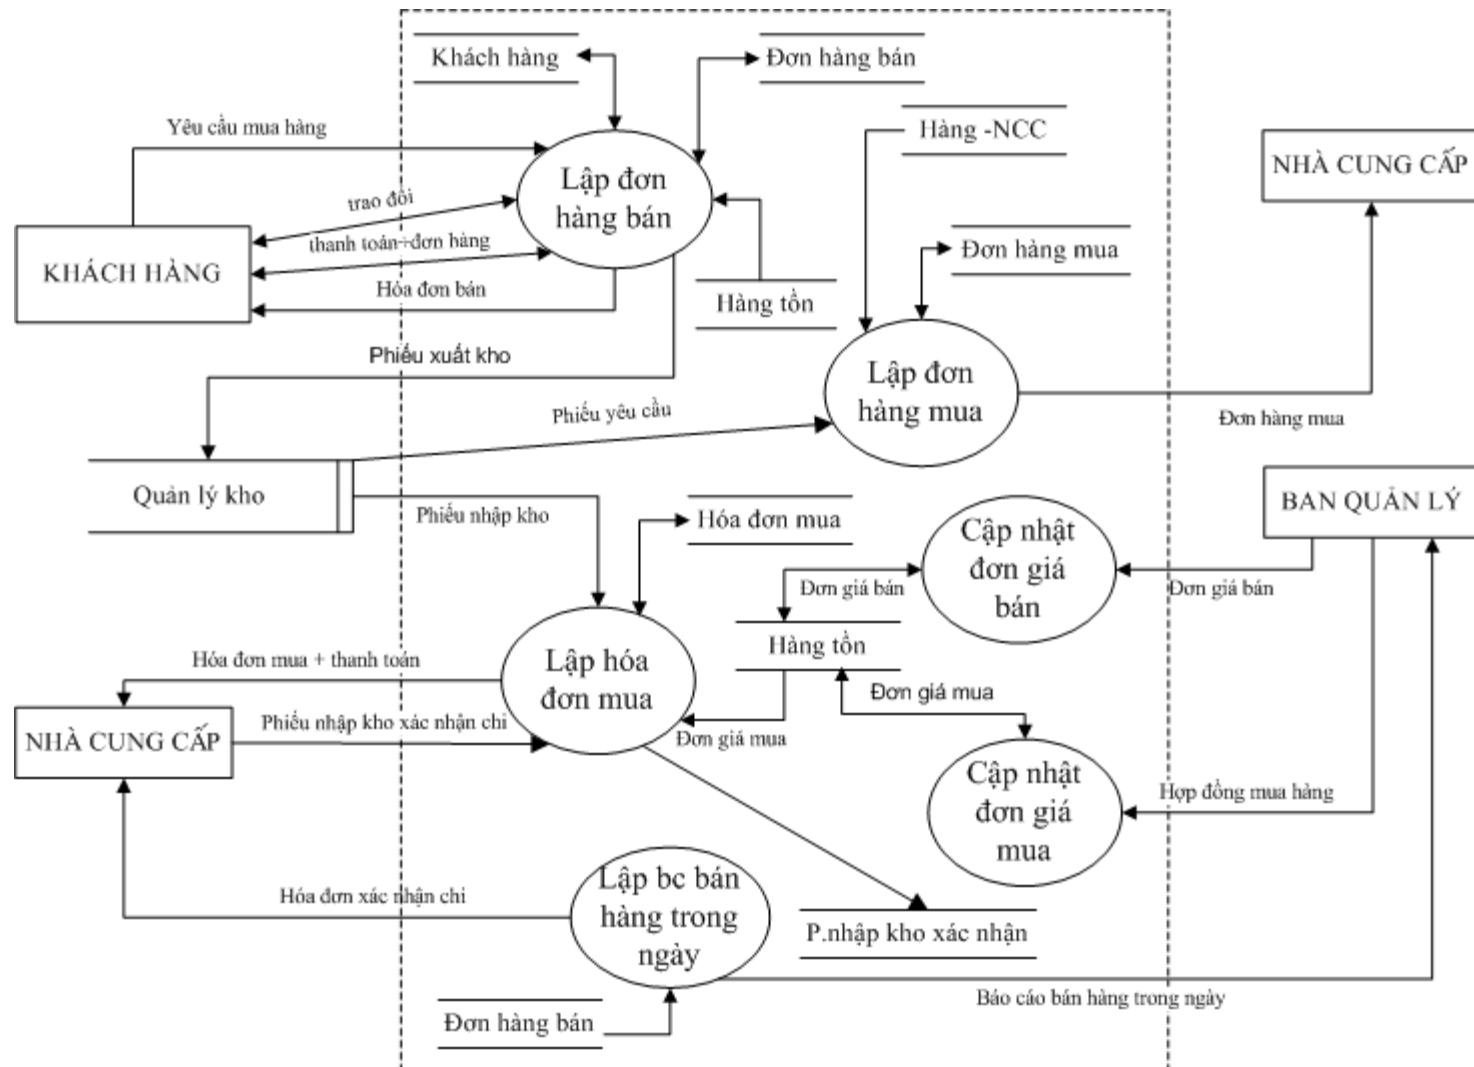 Khách hàng
Đơn hàng bán
Yêu cầu mua hàng
Hàng -NCC
NHÀ CUNG CẤP
Lập đơn
hàng bán
trao đổi
thanh toán+đơn hàng
KHÁCH HÀNG
Hóa đơn bán
Hàng tồn
Đơn hàng mua
Phiếu xuất kho
Lập đơn
hàng mua
Phiếu yêu cầu
Đơn hàng mua
Quản lý kho
Phiếu nhập kho
Hóa đơn mua
Cập nhật
đơn giá
bán
BAN QUẢN LÝ
Đơn giá bán
Đơn giá bán
Hàng tồn
Hóa đơn mua + thanh toán
Lập hóa
đơn mua
Đơn giá mua
Phiếu nhập kho xác nhận chi
NHÀ CUNG CẤP
Đơn giá mua
Cập nhật
đơn giá
mua
Hợp đồng mua hàng
Lập bc bán
hàng trong
ngày
Hóa đơn xác nhận chi
P.nhập kho xác nhận
Báo cáo bán hàng trong ngày
Đơn hàng bán